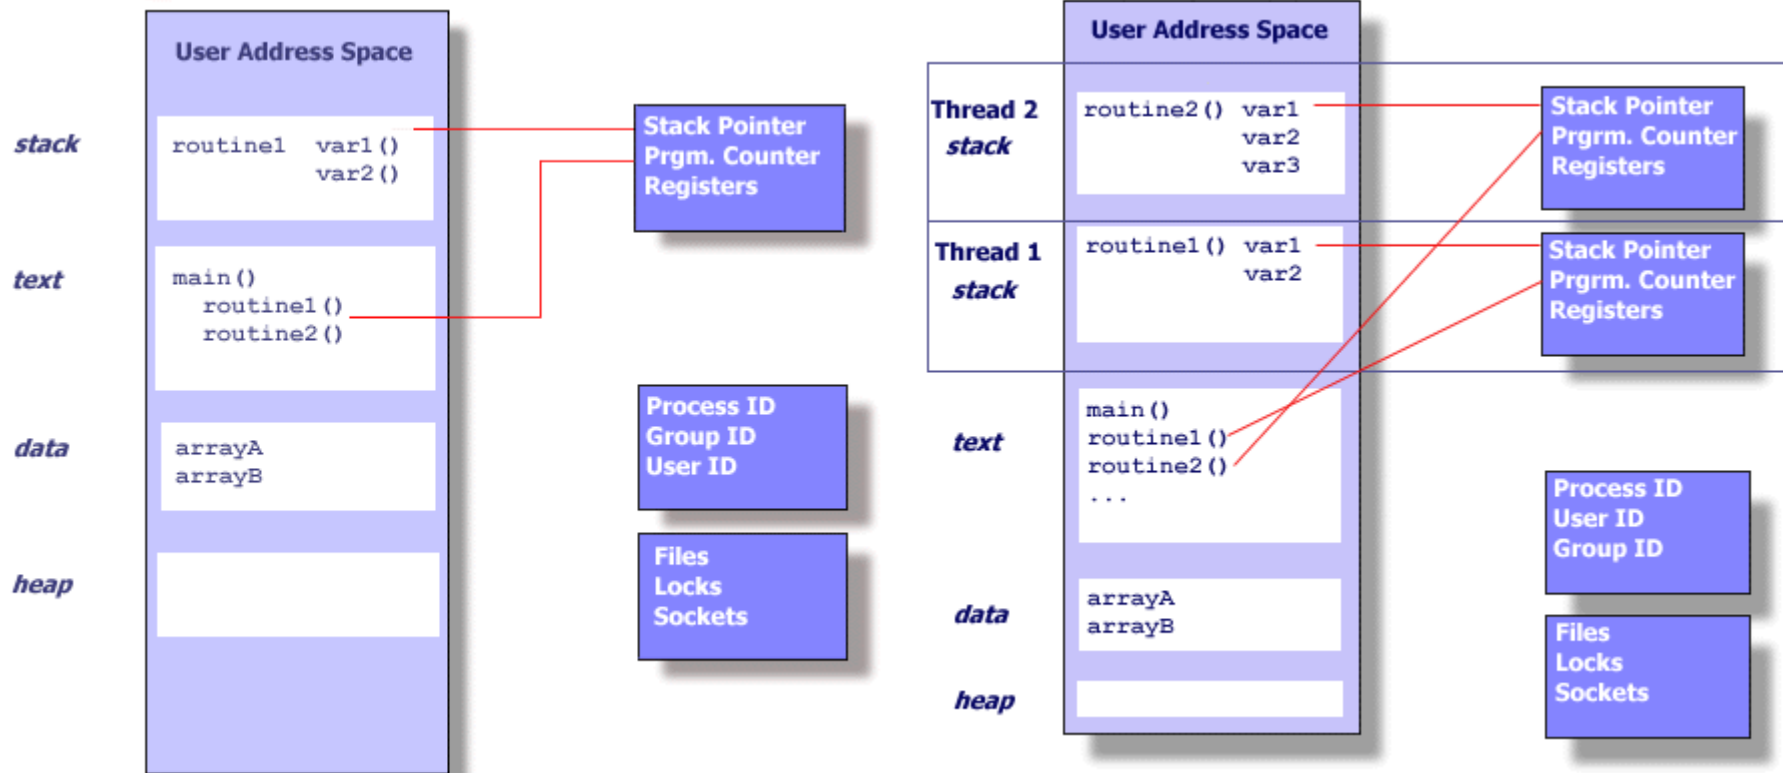 User Address Space
stack
routine1 var1()
var2()
Stack Pointer
Prgm. Counter
Registers
text
main()
routine1()
routine2()
Process ID
Group ID
User ID
data
arrayA
arrayB
Files
Locks
Sockets
heap
User Address Space
Thread 2
stack
routine2() var1
var2
var3
Stack Pointer
Prgrm. Counter
Registers
Thread 1
stack
routine1() var1
var2
Stack Pointer
Prgrm. Counter
Registers
text
main()
routine1()
routine2()
...
Process ID
User ID
Group ID
data
arrayA
arrayB
Files
Locks
Sockets
heap